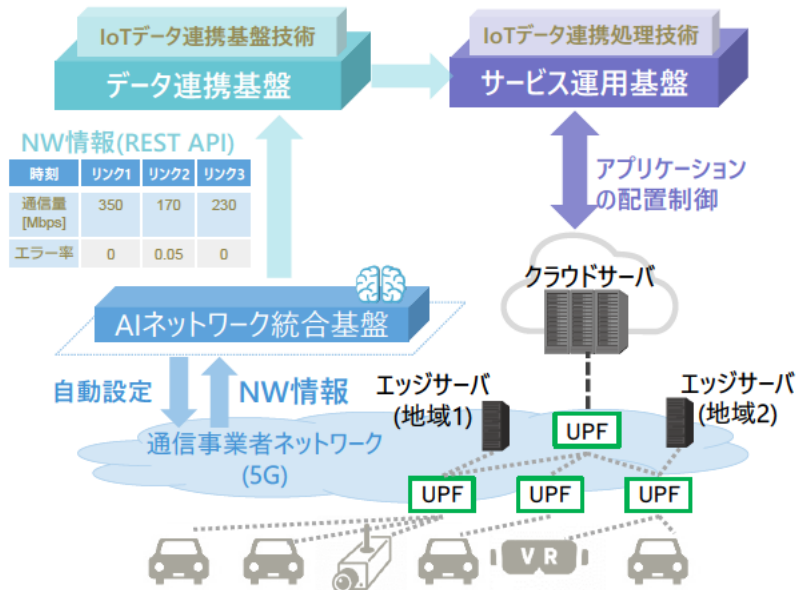 IoTデータ連携基盤技術
データ連携基盤
IoTデータ連携処理技術
サービス運用基盤
NW情報(REST API)
時刻 リンク1 リンク2 リンク3
通信量
[Mbps] 350 170 230
エラー率 0 0.05 0
アプリケーション
の配置制御
クラウドサーバ
AIネットワーク統合基盤
自動設定
NW情報
エッジサーバ
(地域1)
エッジサーバ
(地域2)
通信事業者ネットワーク
(5G)
UPF
UPF
UPF
UPF
VR